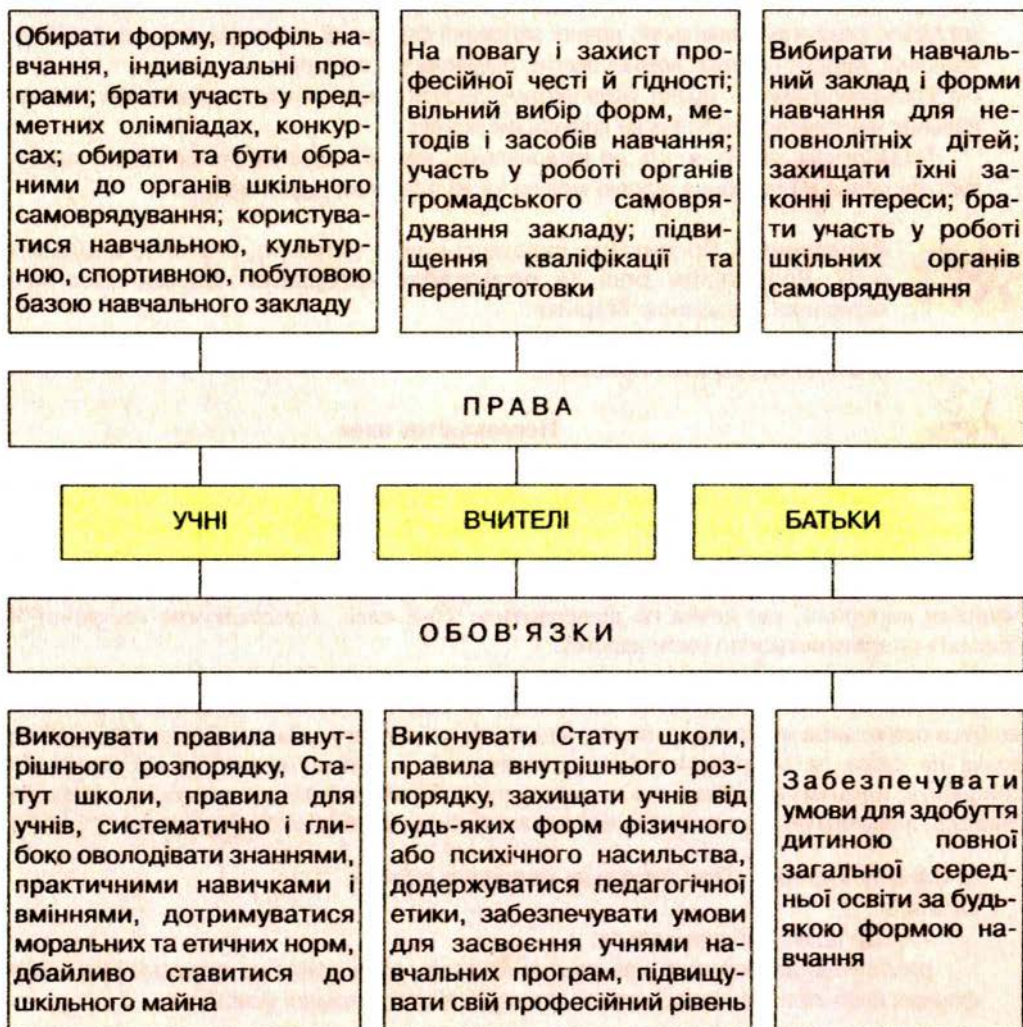 Обирати форму, профіль на-
вчання, індивідуальні про-
грами; брати участь у пред-
метних олімпіадах, конкур-
сах; обирати та бути обра-
ними до органів шкільного
самоврядування; користува-
тися навчальною, культур-
ною, спортивною, побутовою
базою навчального закладу
На повагу і захист про-
фесійної честі й гідності;
вільний вибір форм, ме-
тодів і засобів навчання;
участь у роботі органів
громадського самовря-
дування закладу; підви-
щення кваліфікації та
перепідготовки
Вибирати навчаль-
ний заклад і форми
навчання для не-
повнолітніх дітей;
захищати їхні за-
конні інтереси; бра-
ти участь у роботі
шкільних органів
самоврядування
ПРАВА
УЧНІ
ВЧИТЕЛІ
БАТЬКИ
ОБОВ'ЯЗКИ
Виконувати правила внут-
рішнього розпорядку, Ста-
тут школи, правила для
учнів, систематично і гли-
боко оволодівати знаннями,
практичними навичками і
вміннями, дотримуватися
моральних та етичних норм,
дбайливо ставитися до
шкільного майна
Виконувати Статут школи,
правила внутрішнього роз-
порядку, захищати учнів від
будь-яких форм фізичного
або психічного насильства,
додержуватися педагогічної
етики, забезпечувати умови
для засвоєння учнями на-
вчальних програм, підвищу-
вати свій професійний рівень
Забезпечувати
умови для здобуття
дитиною повної
загальної серед-
ньої освіти за будь-
якою формою на-
вчання